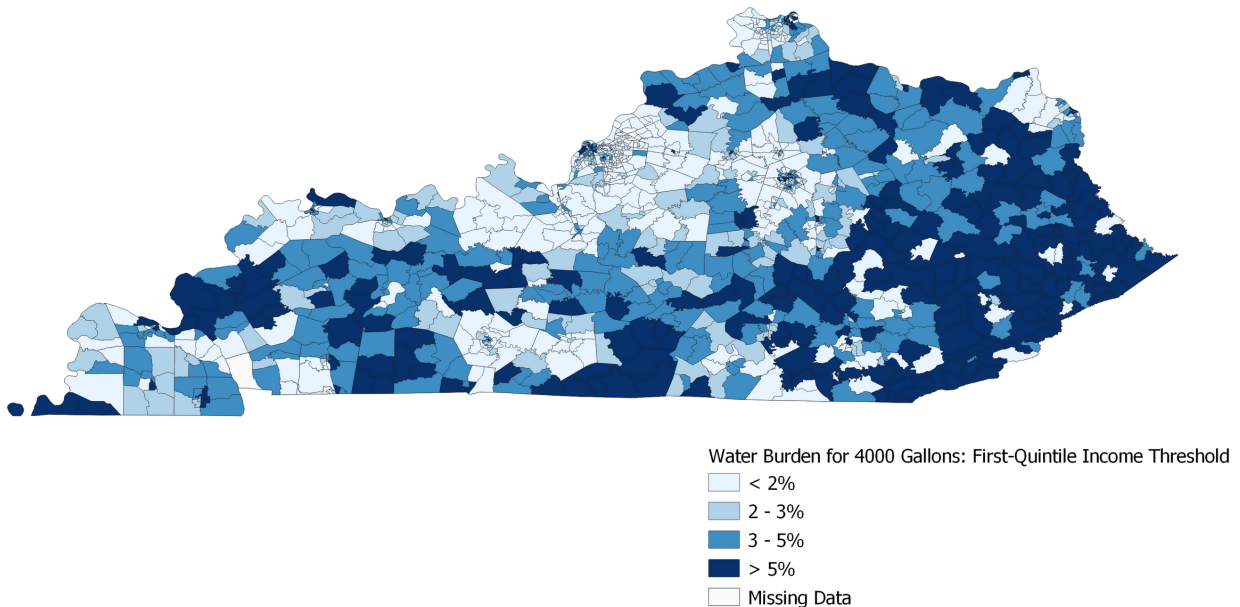 Water Burden for 4000 Gallons: First-Quintile Income Threshold
< 2%
2 - 3%
3 - 5%
> 5%
Missing Data